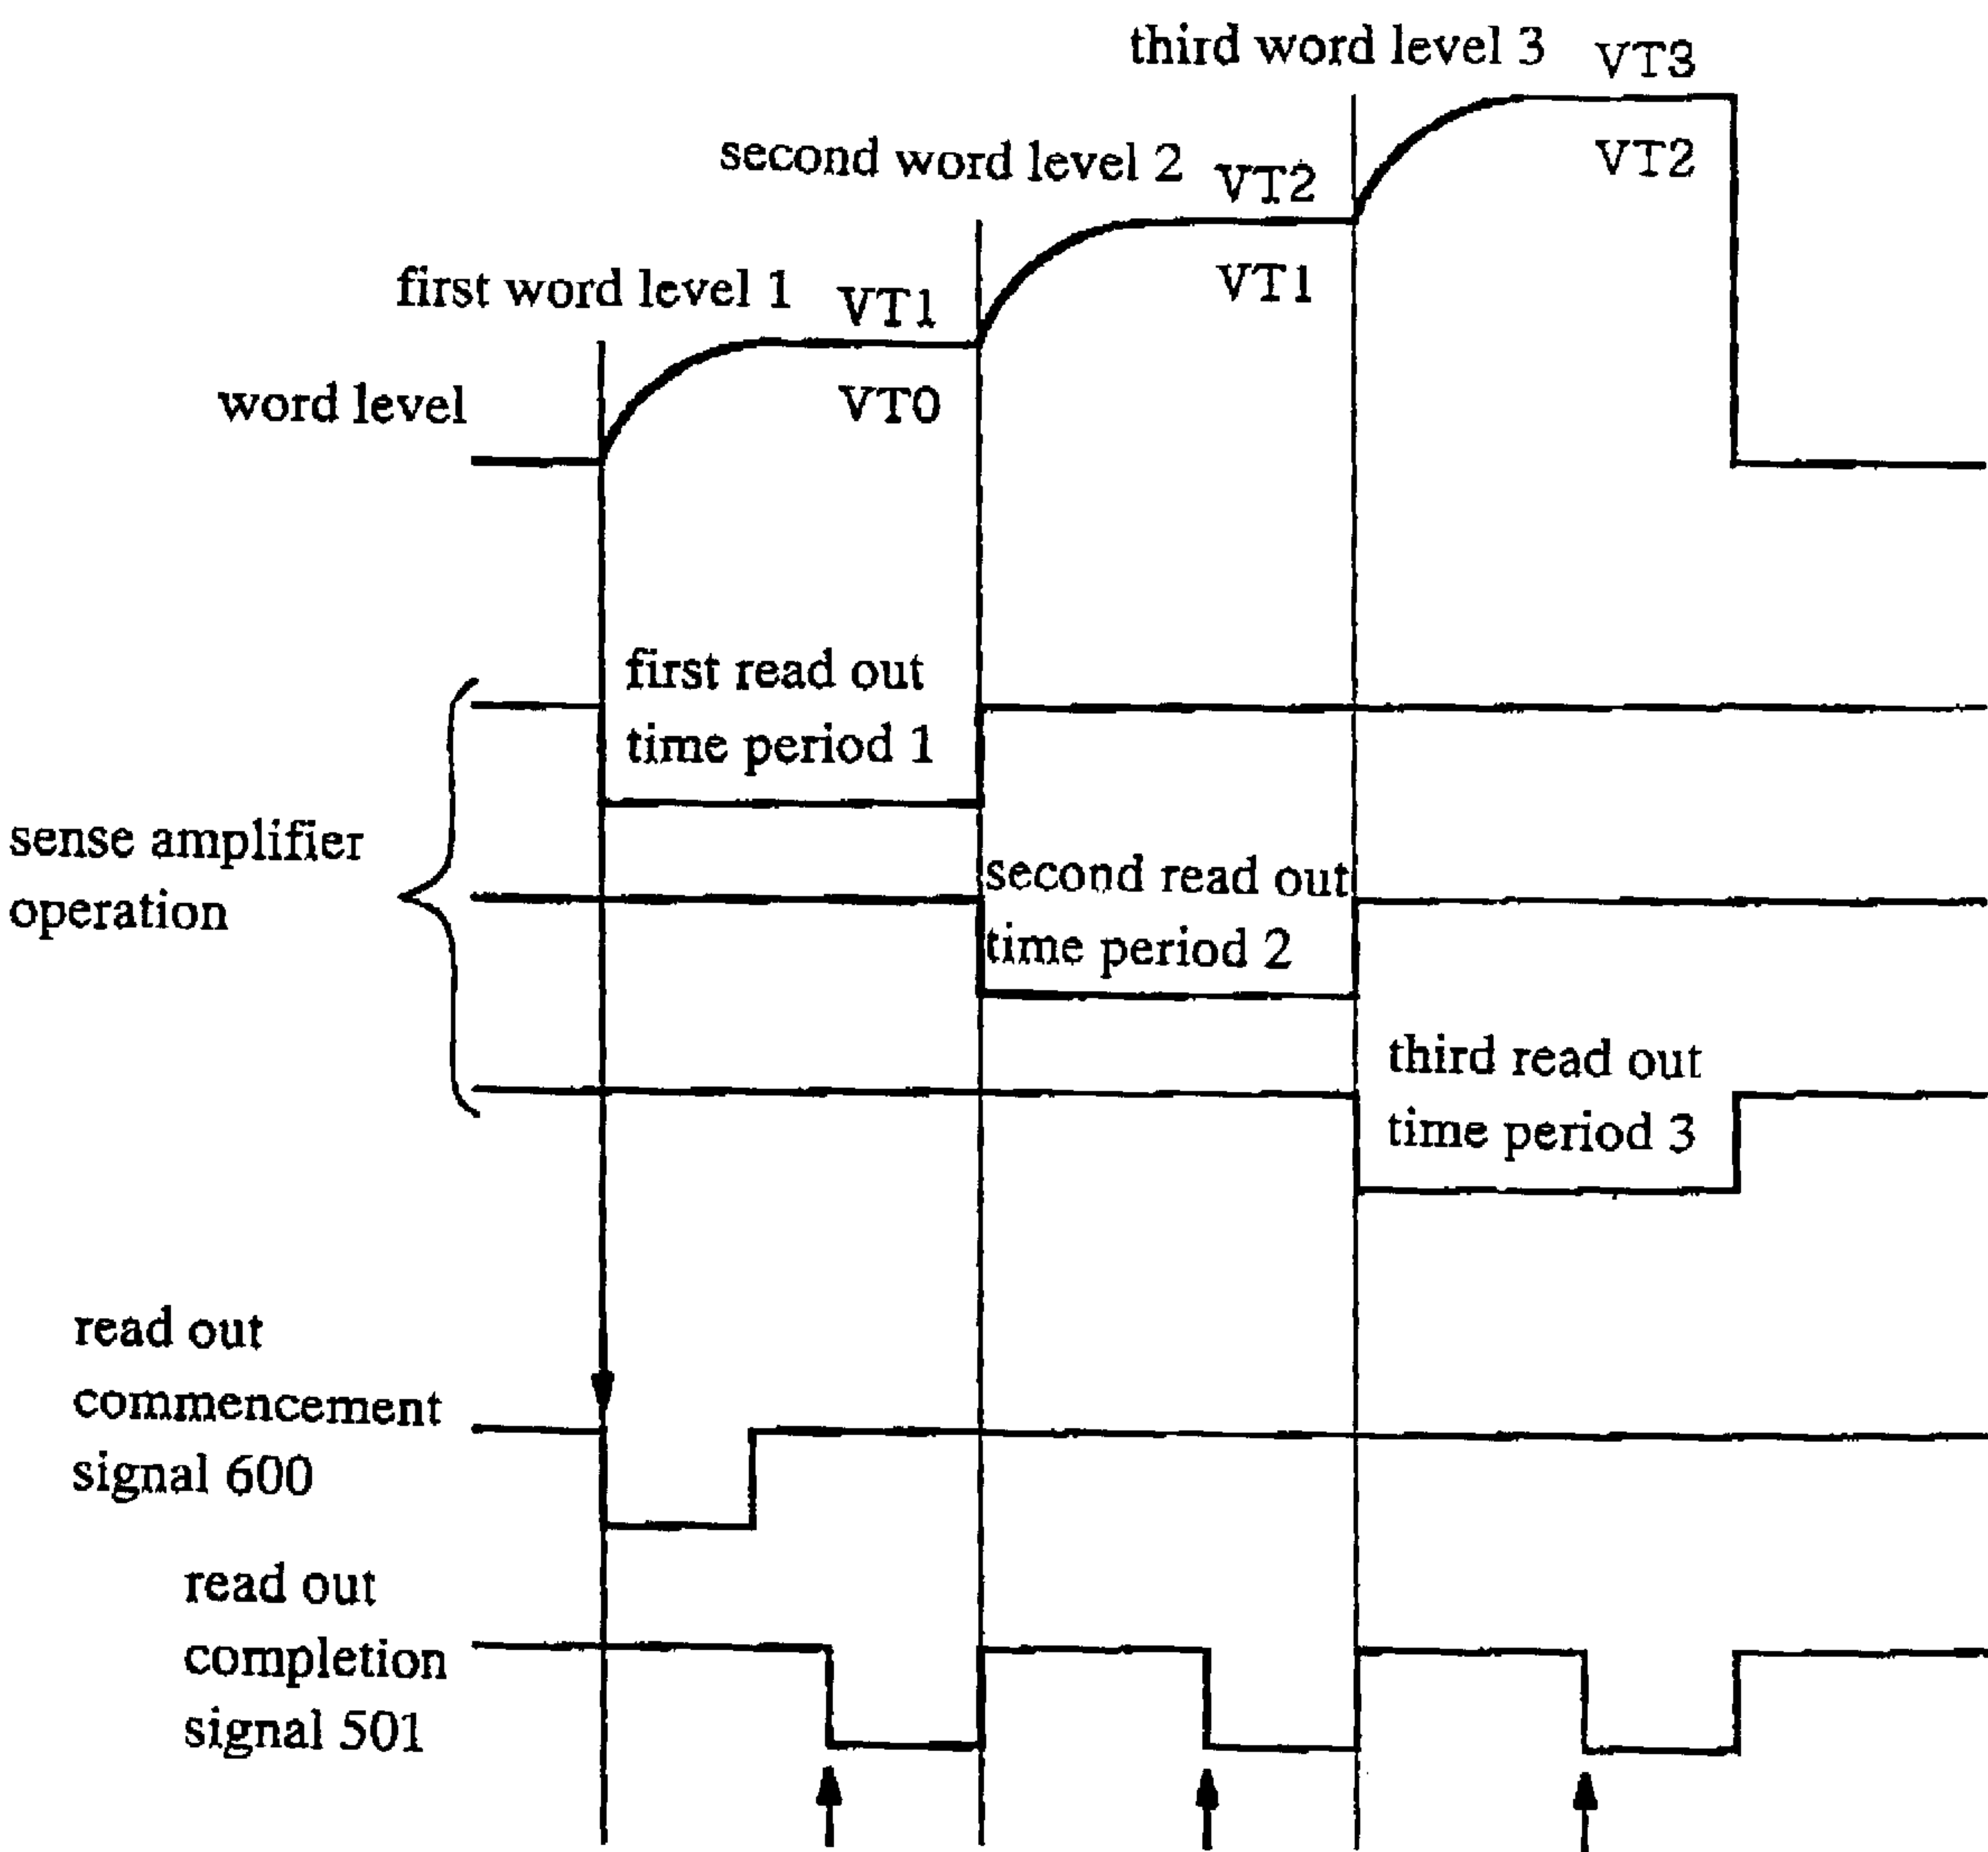 third word level 3 VT3
second word level 2 VT2 VT2
first word level 1 VT1 VT1
word level VT0
first read out
time period 1
sense amplifier
operation
second read out
time period 2
third read out
time period 3
read out
commencement
signal 600
read out
completion
signal 501